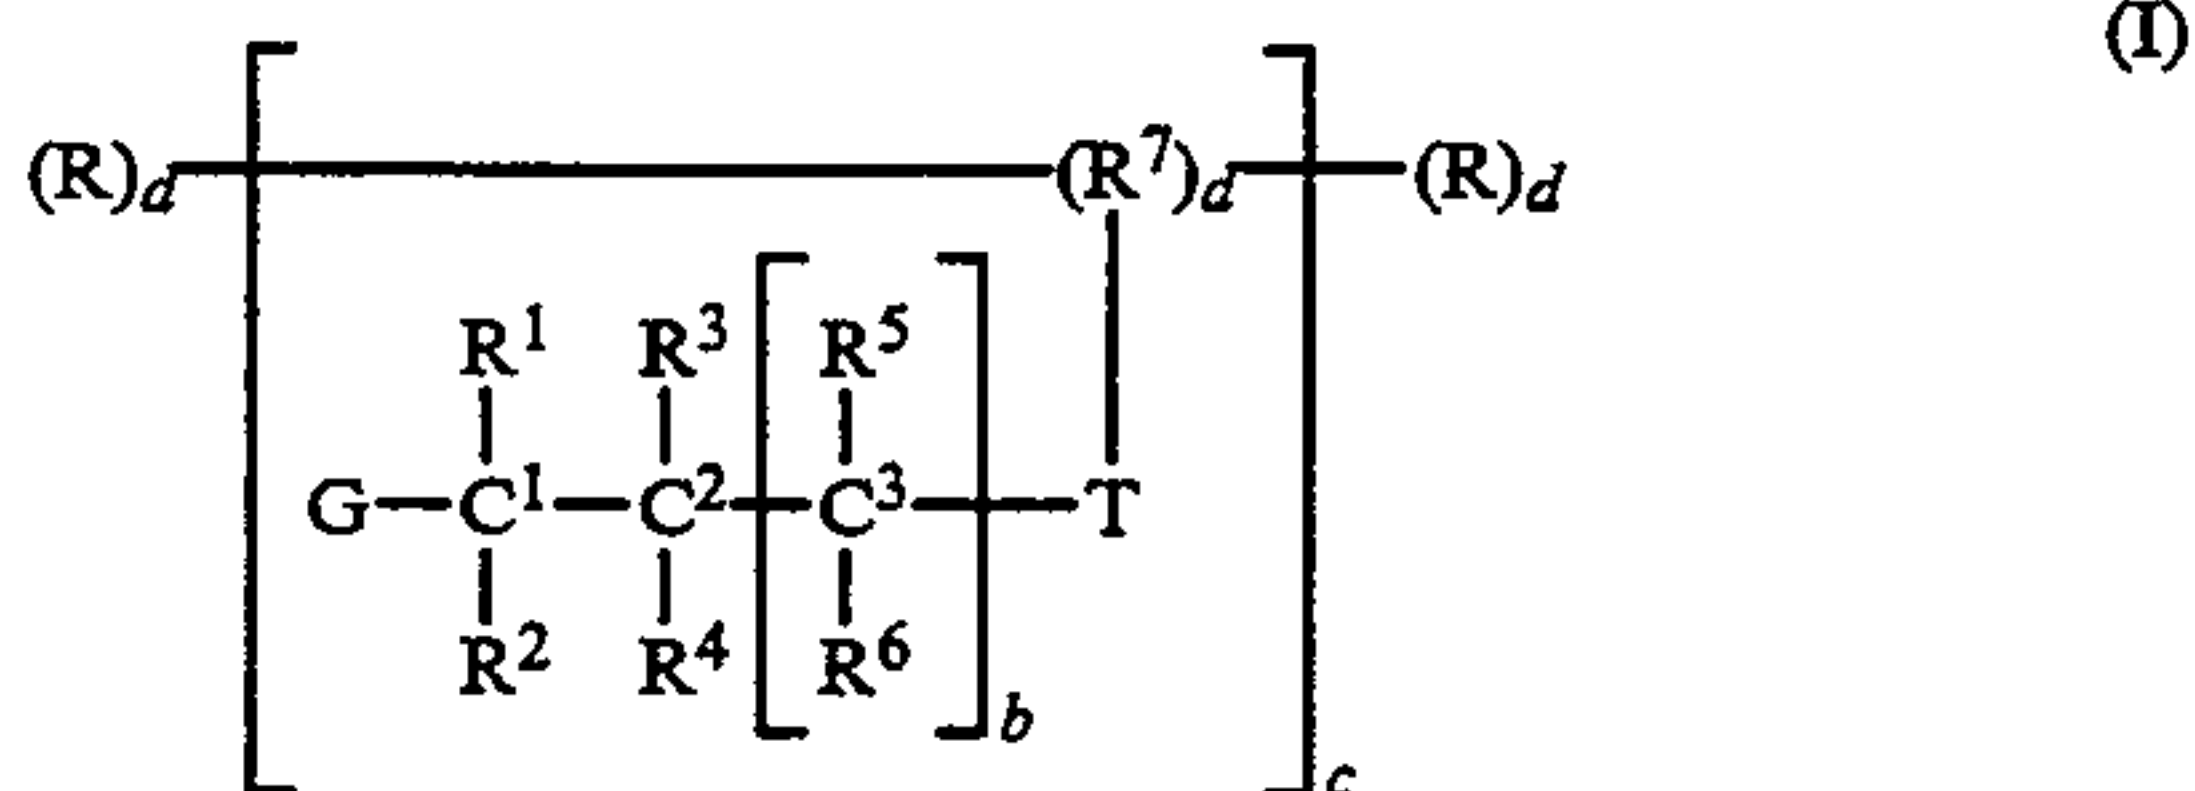 (I)
(R)d (R⁷)d (R)d
R¹ R³ R⁵
G—C¹—C²—C³—T
R² R⁴ R⁶
b
c